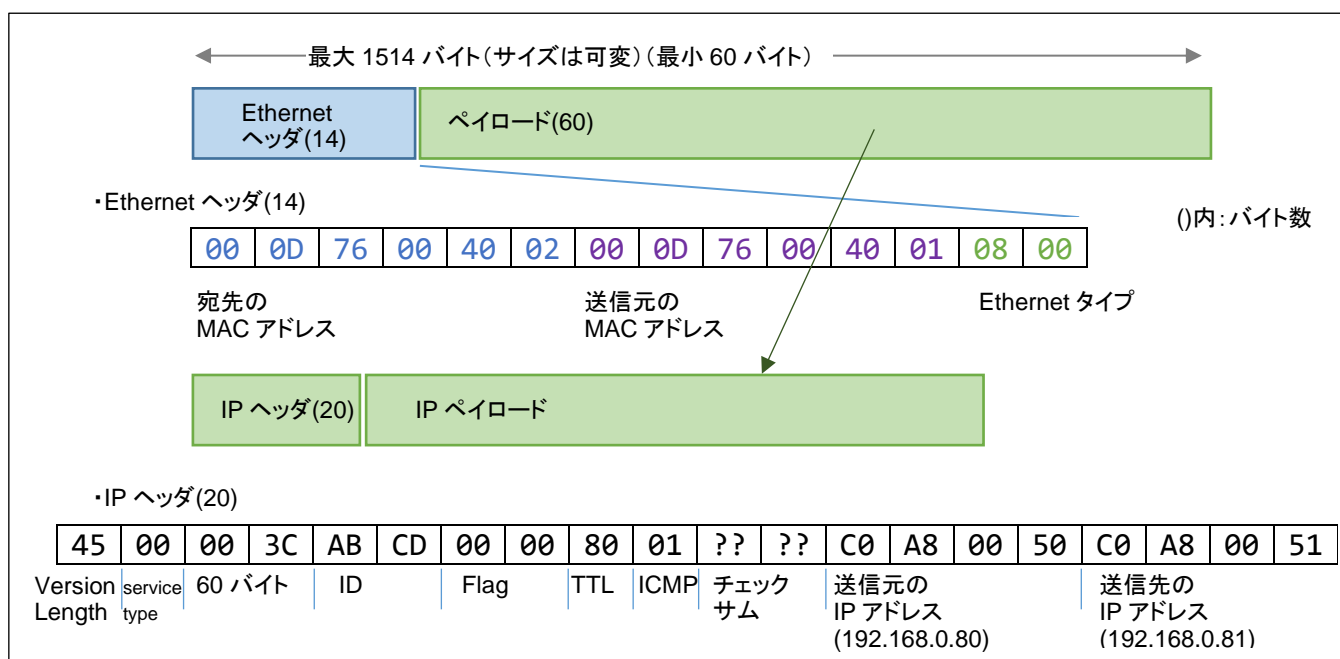 最大 1514 バイト(サイズは可変)(最小 60 バイト)
Ethernet
ヘッダ(14)
ペイロード(60)
・Ethernet ヘッダ(14)
()内:バイト数
00 0D 76 00 40 02 00 0D 76 00 40 01 08 00
宛先の
MAC アドレス
送信元の
MAC アドレス
Ethernet タイプ
IP ヘッダ(20)
IP ペイロード
・IP ヘッダ(20)
45 00 00 3C AB CD 00 00 80 01 ?? ?? C0 A8 00 50 C0 A8 00 51
Version
Length
service
type
60 バイト
ID
Flag
TTL
ICMP
チェック
サム
送信元の
IP アドレス
(192.168.0.80)
送信先の
IP アドレス
(192.168.0.81)